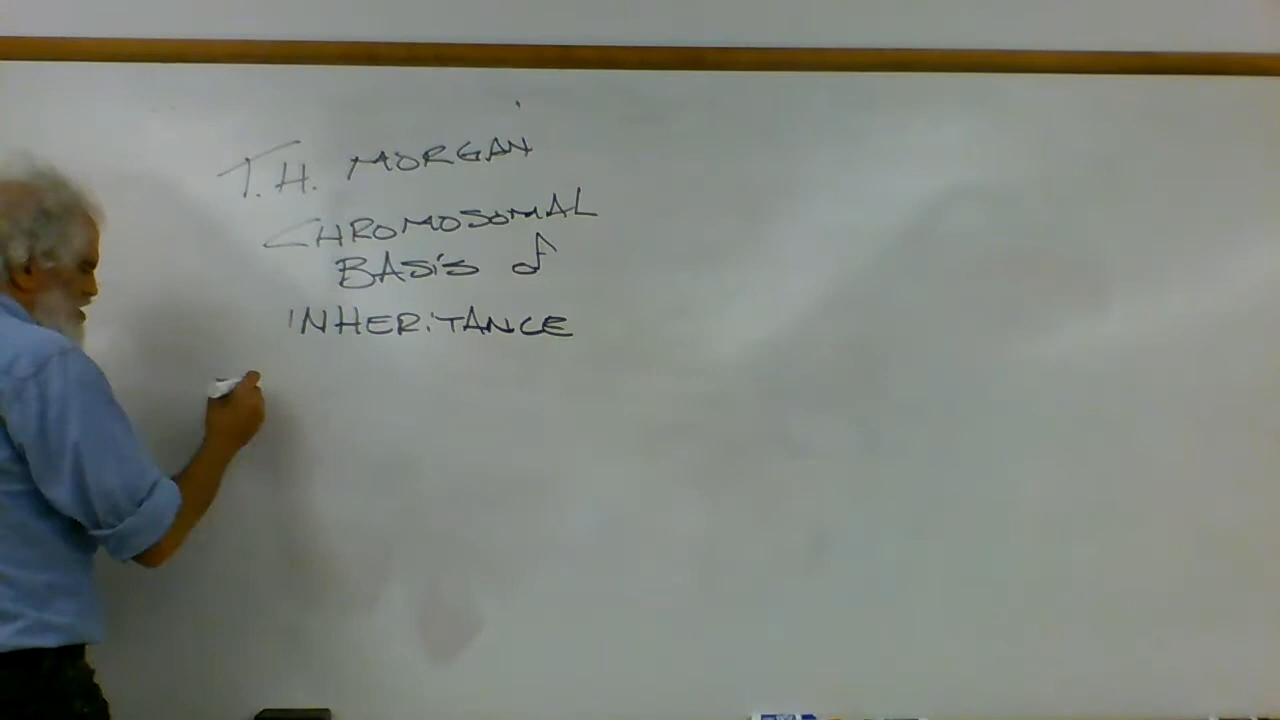 T.H. MORGAN
CHROMOSOMAL
BASIS of
INHERITANCE